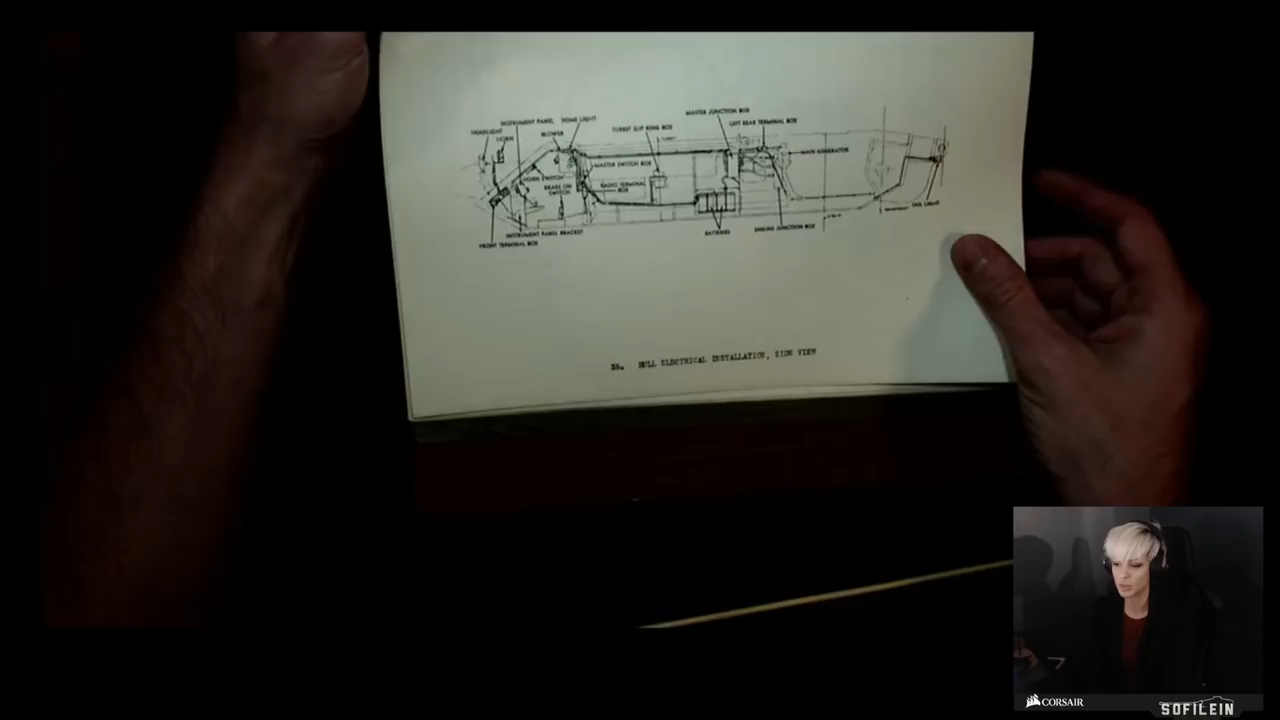 MASTER JUNCTION BOX
INSTRUMENT PANEL
DOME LIGHT
LEFT REAR TERMINAL BOX
HEADLIGHT
TURRET SLIP RING BOX
HORN
BLOWER
MAIN GENERATOR
MASTER SWITCH BOX
HORN SWITCH
RADIO TERMINAL
BOX
SWITCH
TAIL LIGHT
INSTRUMENT PANEL BRACKET
BATTERIES
ENGINE JUNCTION BOX
FRONT TERMINAL BOX
HULL ELECTRICAL INSTALLATION, SIDE VIEW
CORSAIR
SOFILEIN